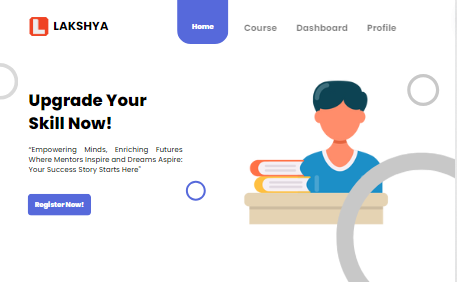 LAKSHYA
Home Course Dashboard Profile
Upgrade Your
Skill Now!
"Empowering Minds, Enriching Futures
Where Mentors Inspire and Dreams Aspire:
Your Success Story Starts Here"
Register Now!